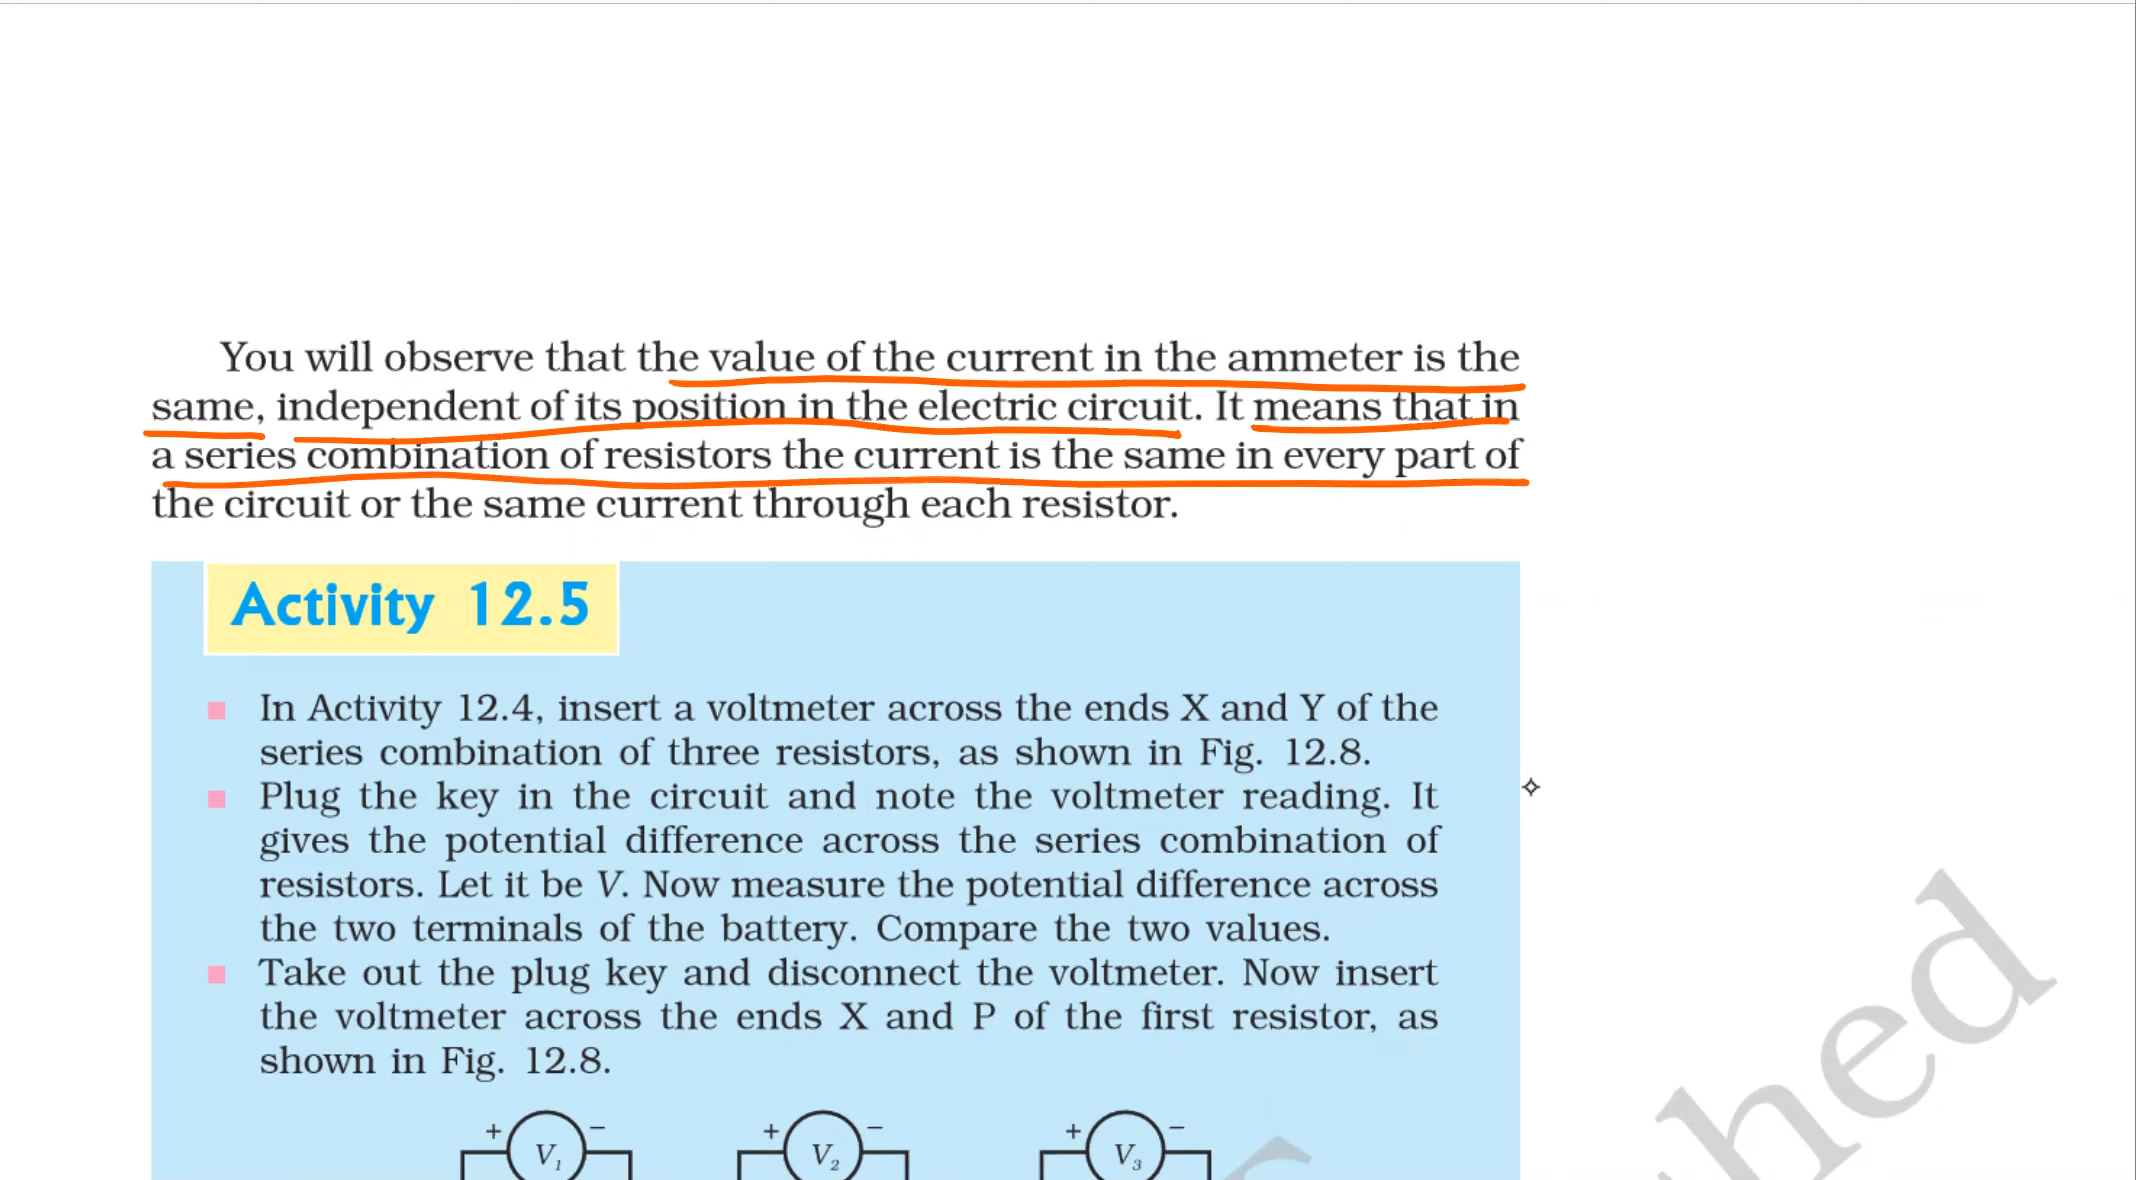 You will observe that the value of the current in the ammeter is the
same, independent of its position in the electric circuit. It means that in
a series combination of resistors the current is the same in every part of
the circuit or the same current through each resistor.
Activity 12.5
In Activity 12.4, insert a voltmeter across the ends X and Y of the
series combination of three resistors, as shown in Fig. 12.8.
Plug the key in the circuit and note the voltmeter reading. It
gives the potential difference across the series combination of
resistors. Let it be V. Now measure the potential difference across
the two terminals of the battery. Compare the two values.
Take out the plug key and disconnect the voltmeter. Now insert
the voltmeter across the ends X and P of the first resistor, as
shown in Fig. 12.8.
+ − + − + −
V₁ V₂ V₃